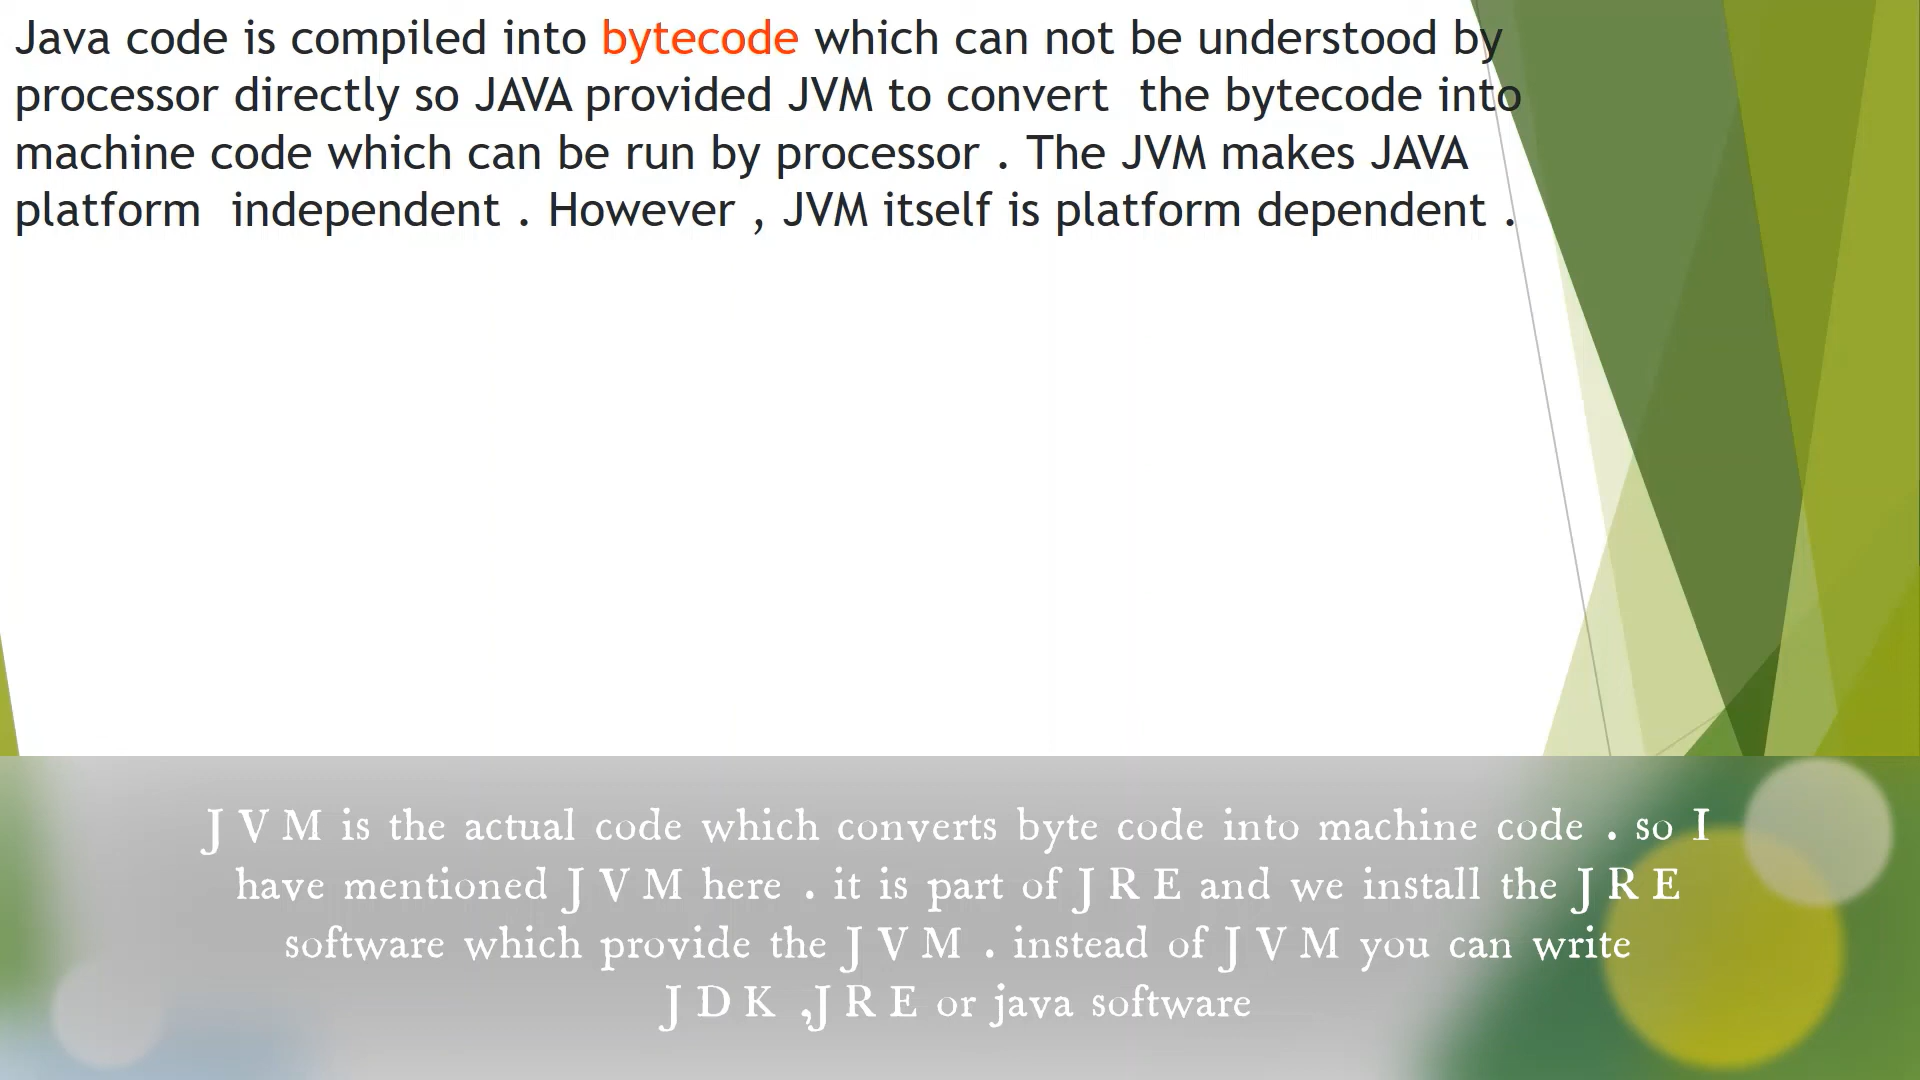 Java code is compiled into bytecode which can not be understood by
processor directly so JAVA provided JVM to convert  the bytecode into
machine code which can be run by processor . The JVM makes JAVA
platform  independent . However , JVM itself is platform dependent .
J V M is the actual code which converts byte code into machine code . so I
have mentioned J V M here . it is part of J R E and we install the J R E
software which provide the J V M . instead of J V M you can write
J D K ,J R E or java software